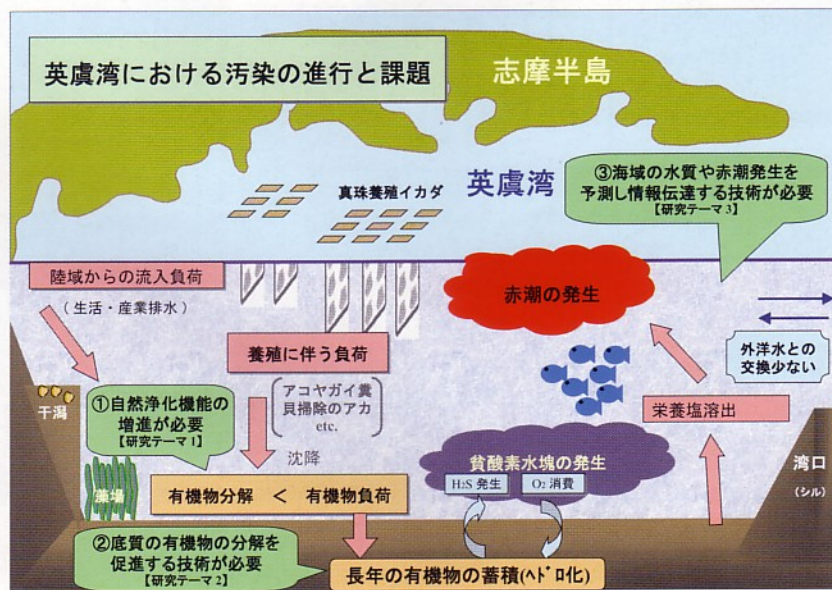 英虞湾における汚染の進行と課題
志摩半島
英虞湾
真珠養殖イカダ
③海域の水質や赤潮発生を
予測し情報伝達する技術が必要
【研究テーマ3】
陸域からの流入負荷
(生活・産業排水)
赤潮の発生
養殖に伴う負荷
外洋水との
交換少ない
アコヤガイ糞
貝掃除のアカ
etc.
干潟
①自然浄化機能の
増進が必要
【研究テーマ1】
栄養塩溶出
沈降
貧酸素水塊の発生
湾口
(シル)
藻場
有機物分解 < 有機物負荷
H₂S 発生
O₂ 消費
②底質の有機物の分解を
促進する技術が必要
【研究テーマ2】
長年の有機物の蓄積(ヘドロ化)